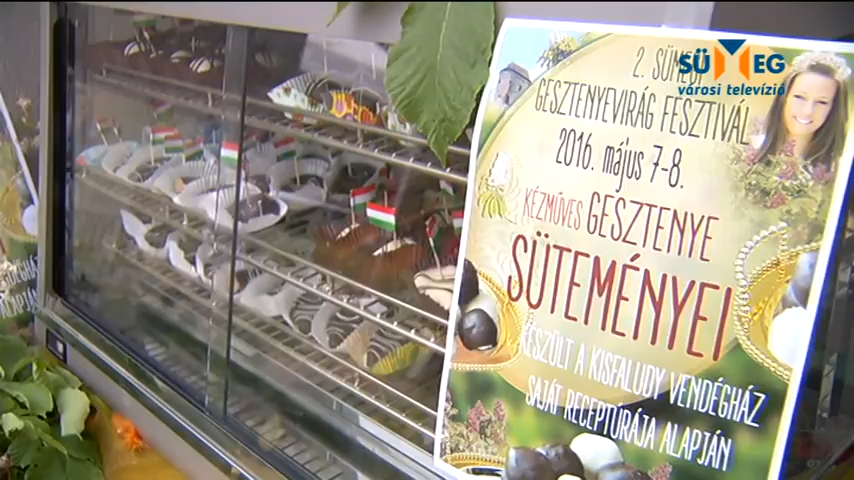 SÜMEG
városi televízió
2. SÜMEGI
GESZTENYEVIRÁG FESZTIVÁL
2016. május 7-8.
KÉZMŰVES GESZTENYE
SÜTEMÉNYEI
KÉSZÜLT A KISFALUDY VENDÉGHÁZ
SAJÁT RECEPTÚRÁJA ALAPJÁN